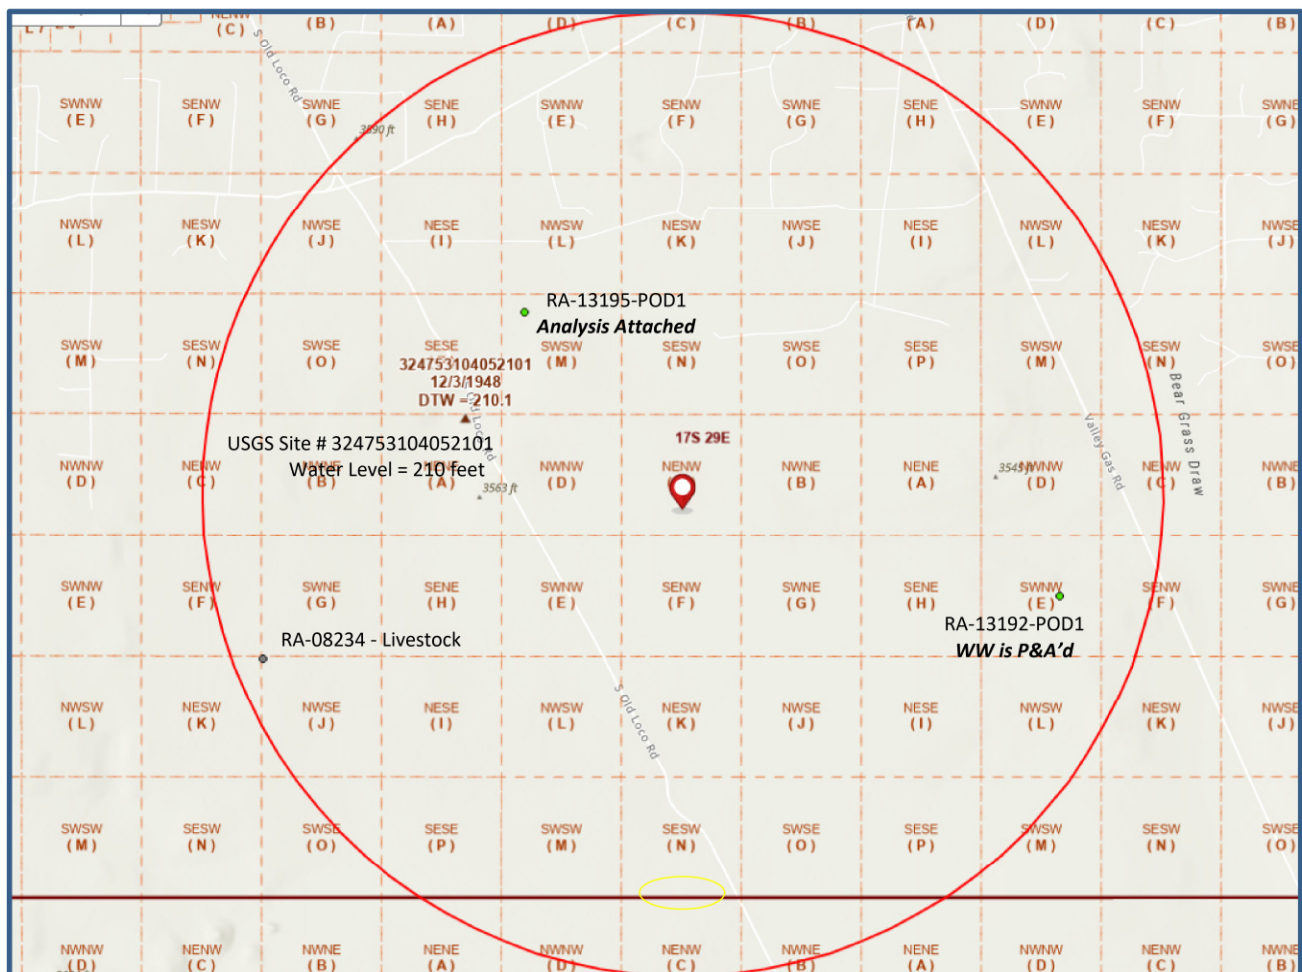 NENW (B) (A) (D) (C) (B) (A) (D) (C) (B)
(C)
S Old Loco Rd
SWNW SENW SWNE SENE SWNW SENW SWNE SENE SWNW SENW SWNE
(E) (F) (G) (H) (E) (F) (G) (H) (E) (F) (G)
3590 ft
NWSW NESW NWSE NESE NWSW NESW NWSE NESE NWSW NESW NWSE
(L) (K) (J) (I) (L) (K) (J) (I) (L) (K) (J)
RA-13195-POD1
Analysis Attached
SWSW SESW SWSE SESE SWSW SESW SWSE SESE SWSW SESW SWSE
(M) (N) (O) (M) (N) (O) (P) (M) (N) (O)
324753104052101
12/3/1948
DTW = 210.1
Old Loco Rd
Bear Grass Draw
Valley Gas Rd
17S 29E
USGS Site # 324753104052101
Water Level = 210 feet
NWNW NENW NWNE NENE NWNW NENW NWNE NENE NWNW NENW NWNE
(D) (C) (B) (A) (D) (B) (A) (D) (C) (B)
3563 ft
3545 ft
SWNW SENW SWNE SENE SWNW SENW SWNE SENE SWNW SENW SWNE
(E) (F) (G) (H) (E) (F) (G) (H) (E) (F) (G)
RA-13192-POD1
WW is P&A'd
RA-08234 - Livestock
NWSW NESW NWSE NESE NWSW NESW NWSE NESE NWSW NESW NWSE
(L) (K) (J) (I) (L) (K) (J) (I) (L) (K) (J)
S Old Loco Rd
SWSW SESW SWSE SESE SWSW SESW SWSE SESE SWSW SESW SWSE
(M) (N) (O) (P) (M) (N) (O) (P) (M) (N) (O)
NWNW NENW NWNE NENE NWNW NENW NWNE NENE NWNW NENW NWNE
(D) (C) (B) (A) (D) (C) (B) (A) (D) (C) (B)